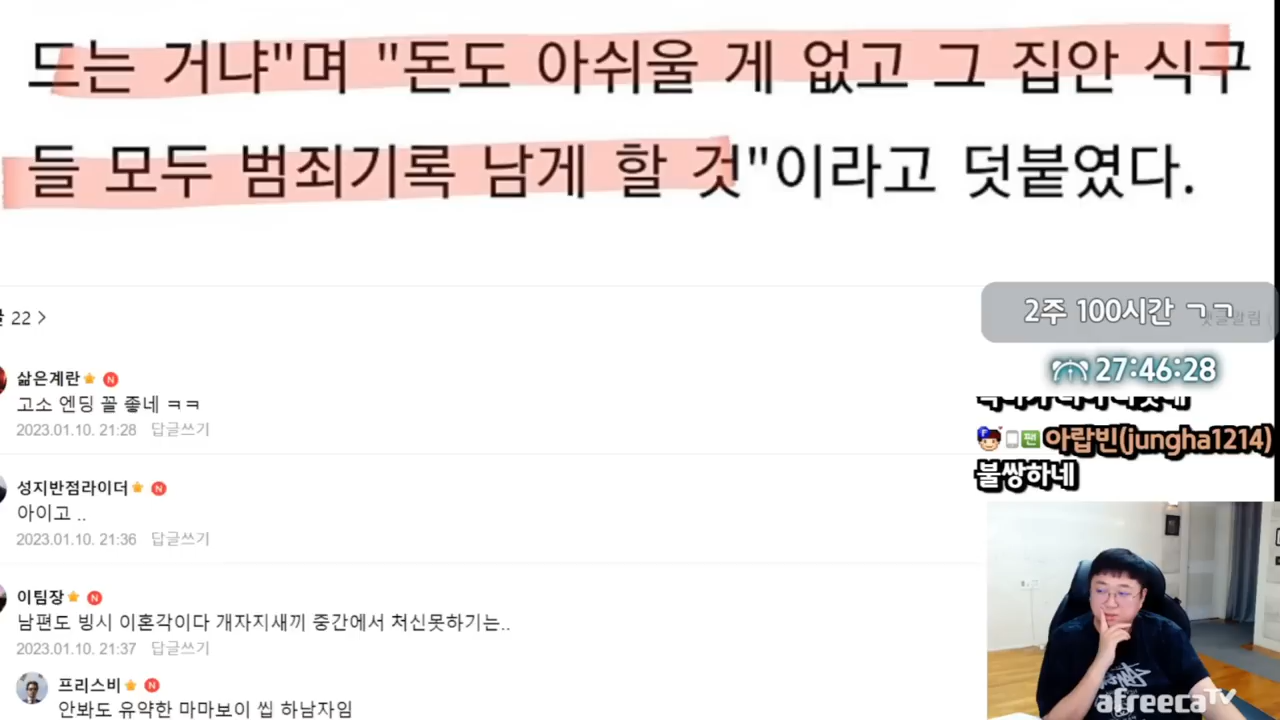 드는 거냐"며 "돈도 아쉬울 게 없고 그 집안 식구
들 모두 범죄기록 남게 할 것"이라고 덧붙였다.
22 >
2주 100시간 ㄱㄱ
27:46:28
삶은계란 N
고소 엔딩 꼴 좋네 ㅋㅋ
2023.01.10. 21:28 답글쓰기
아랍빈(jungha1214)
불쌍하네
성지반점라이더 N
아이고 ..
2023.01.10. 21:36 답글쓰기
이팀장 N
남편도 빙시 이혼각이다 개자지새끼 중간에서 처신못하기는..
2023.01.10. 21:37 답글쓰기
프리스비 N
안봐도 유약한 마마보이 씹 하남자임
afreecaTV